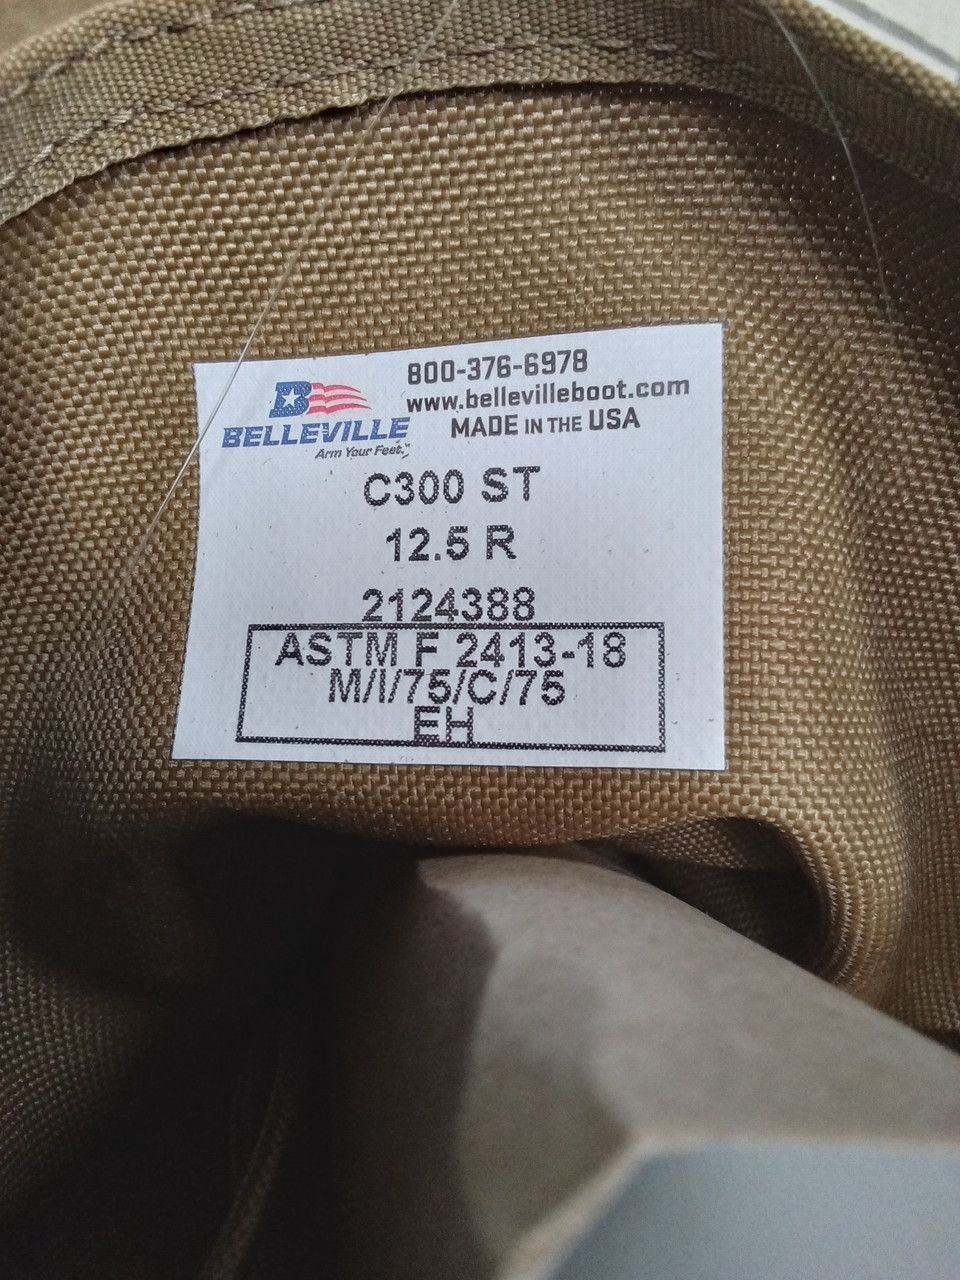 800-376-6978
www.bellevilleboot.com
MADE IN THE USA
B
BELLEVILLE
Arm Your Feet.™
C300 ST
12.5 R
2124388
ASTM F 2413-18
M/I/75/C/75
EH